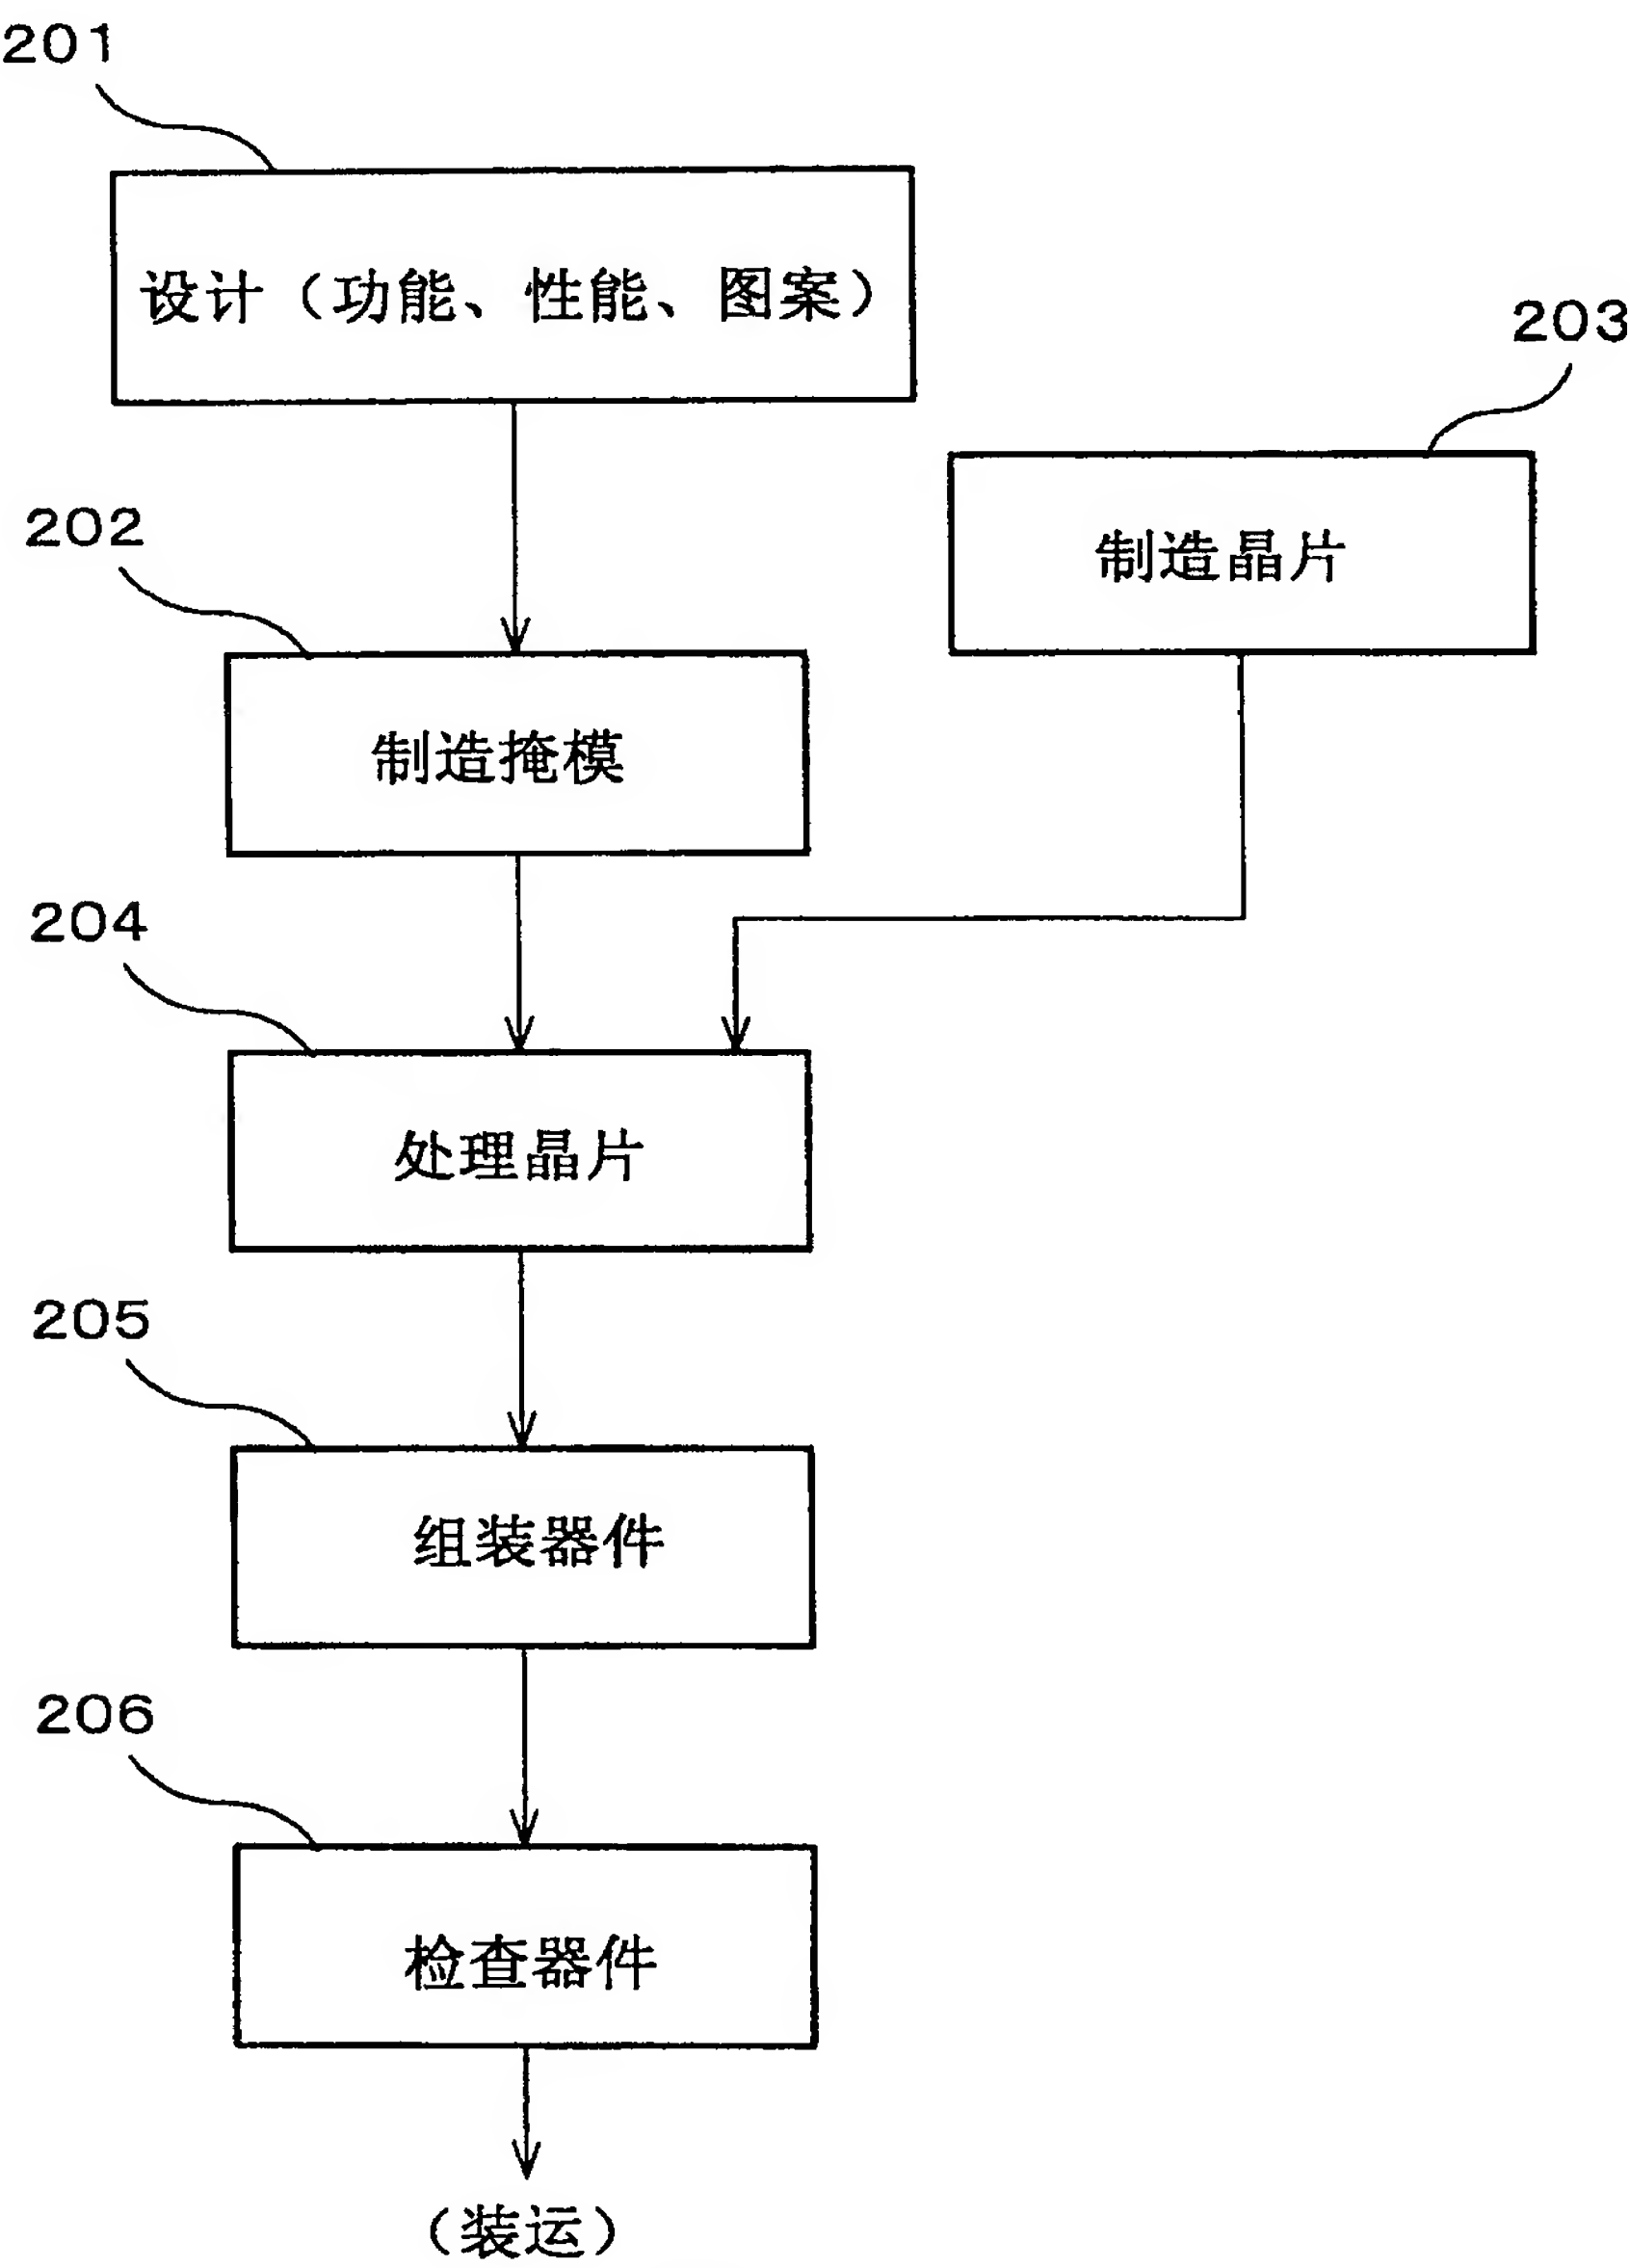 201
设计（功能、性能、图案）
203
制造晶片
202
制造掩模
204
处理晶片
205
组装器件
206
检查器件
（装运）